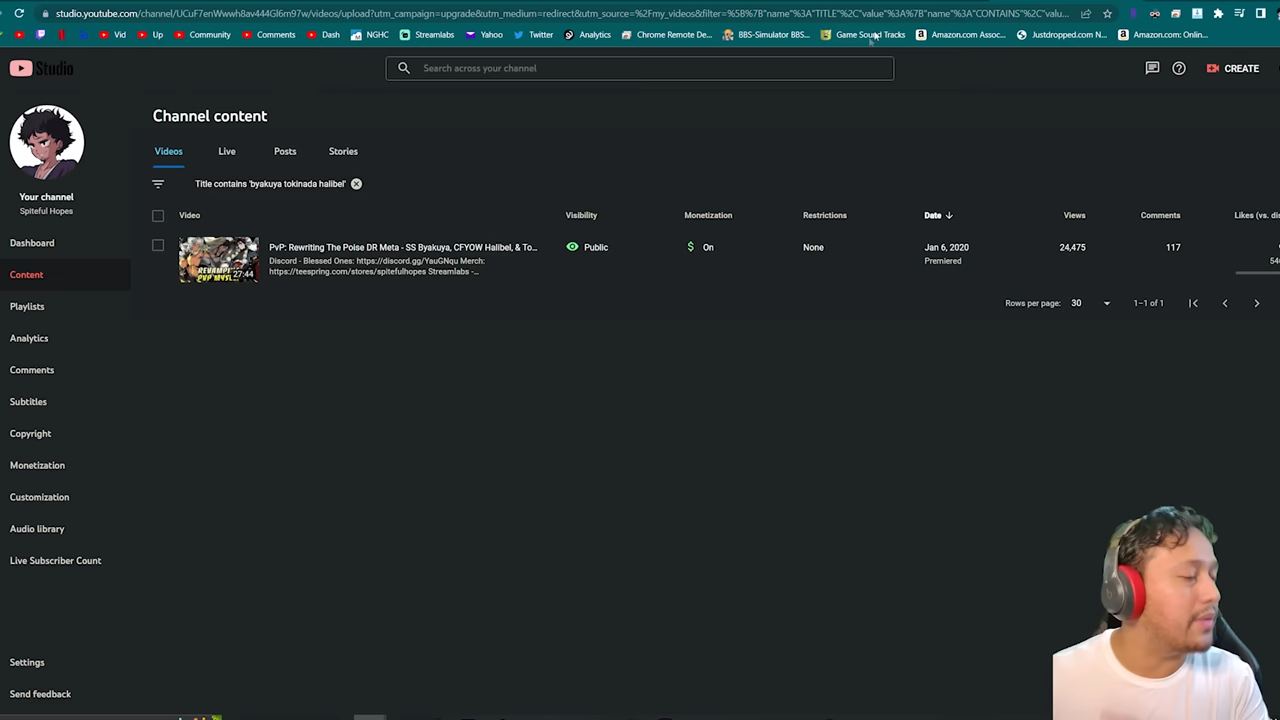 studio.youtube.com/channel/UCuF7enWwwh8av444Gl6m97w/videos/upload?utm_campaign=upgrade&utm_medium=redirect&utm_source=%2Fmy_videos&filter=%5B%7B"name"%3A"TITLE"%2C"value"%3A%7B"name"%3A"CONTAINS"%2C"valu...
Vid Up Community Comments Dash NGHC Streamlabs Yahoo Twitter Analytics Chrome Remote De... BBS-Simulator BBS... Game Sound Tracks Amazon.com Assoc... Justdropped.com N... Amazon.com: Onlin...
Studio
Search across your channel
CREATE
Channel content
Videos Live Posts Stories
Title contains 'byakuya tokinada halibel'
Your channel
Spiteful Hopes
Video Visibility Monetization Restrictions Date Views Comments Likes (vs. di
PvP: Rewriting The Poise DR Meta - SS Byakuya, CFYOW Halibel, & To... Public $ On None Jan 6, 2020 24,475 117
Discord - Blessed Ones: https://discord.gg/YauGNqu Merch: Premiered
https://teespring.com/stores/spitefulhopes Streamlabs -...
REVAMPING
PVP MYS
27:44
Rows per page: 30 1–1 of 1
Dashboard
Content
Playlists
Analytics
Comments
Subtitles
Copyright
Monetization
Customization
Audio library
Live Subscriber Count
Settings
Send feedback